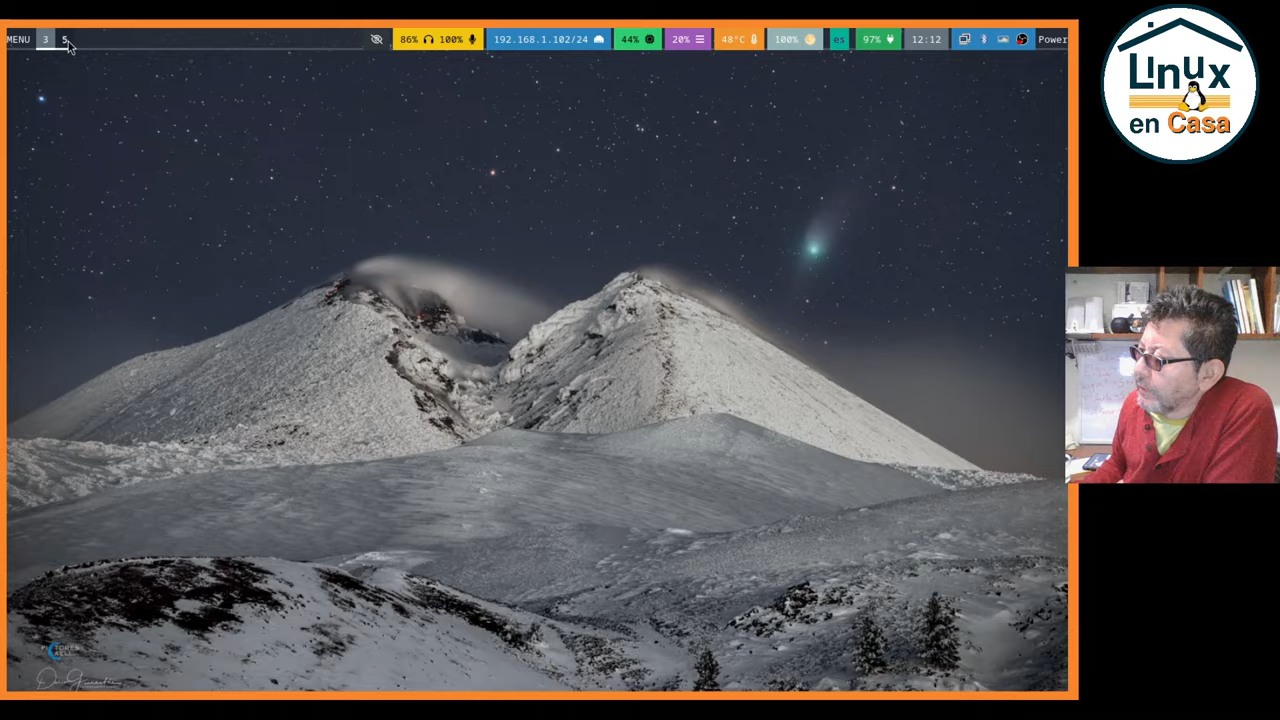 MENU 3 5 86% 100% 192.168.1.102/24 44% 20% 48°C 100% es 97% 12:12 Power
Linux
en Casa